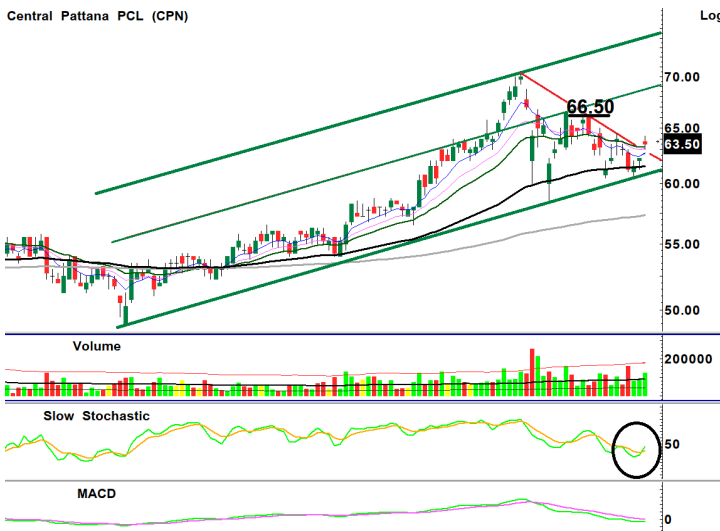 Central Pattana PCL (CPN)
Log
70.00
66.50
65.00
63.50
60.00
55.00
50.00
Volume
200000
Slow Stochastic
50
MACD
0